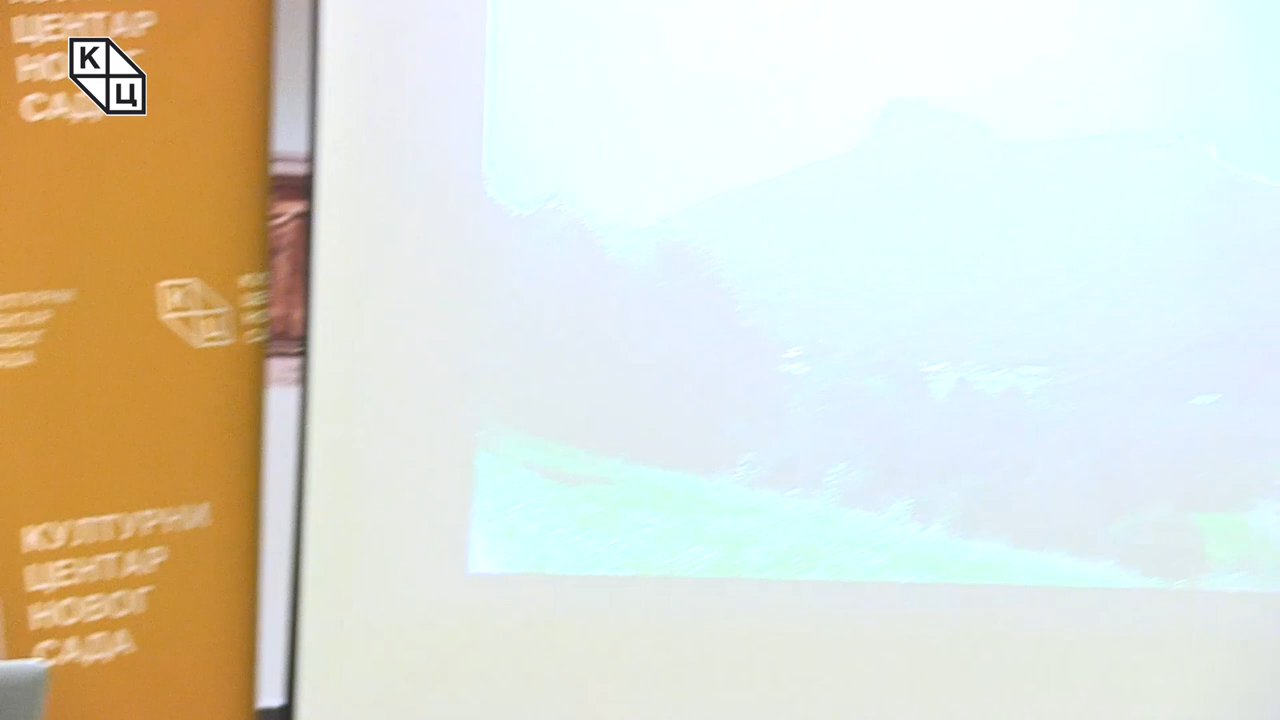 ЦЕНТАР
НОВОГ
САДА
К
Ц
К
Ц
КУЛТУРНИ
ЦЕНТАР
НОВОГ
САДА